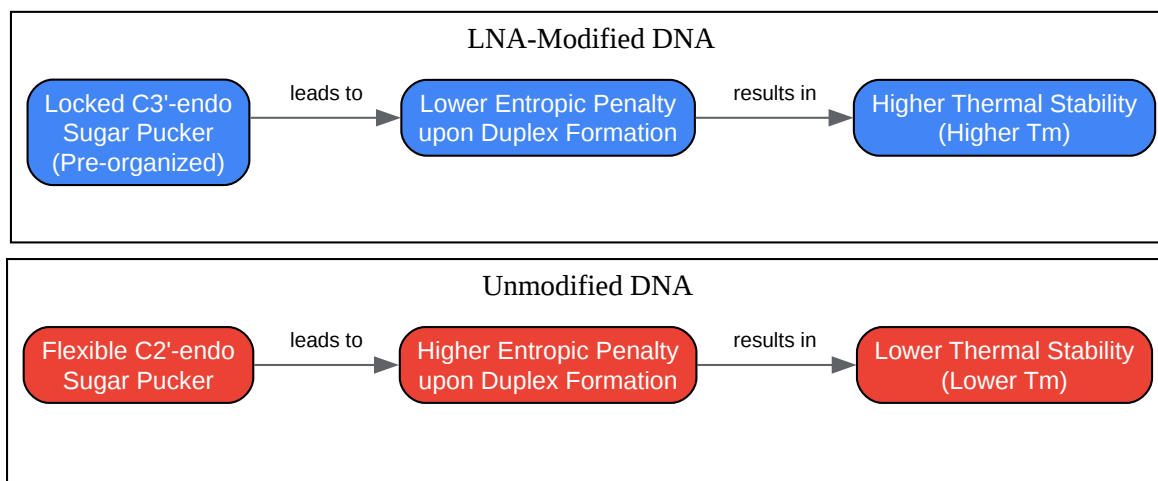 LNA-Modified DNA
Locked C3'-endo
Sugar Pucker
(Pre-organized)
leads to
Lower Entropic Penalty
upon Duplex Formation
results in
Higher Thermal Stability
(Higher Tm)
Unmodified DNA
Flexible C2'-endo
Sugar Pucker
leads to
Higher Entropic Penalty
upon Duplex Formation
results in
Lower Thermal Stability
(Lower Tm)